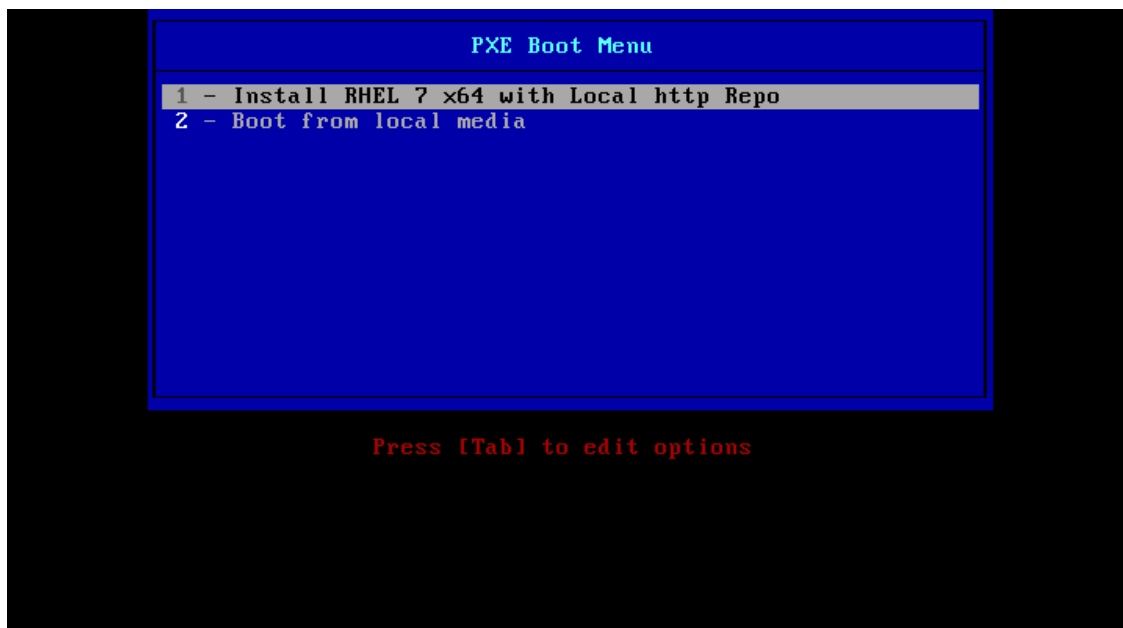 PXE Boot Menu
1 - Install RHEL 7 x64 with Local http Repo
2 - Boot from local media
Press [Tab] to edit options